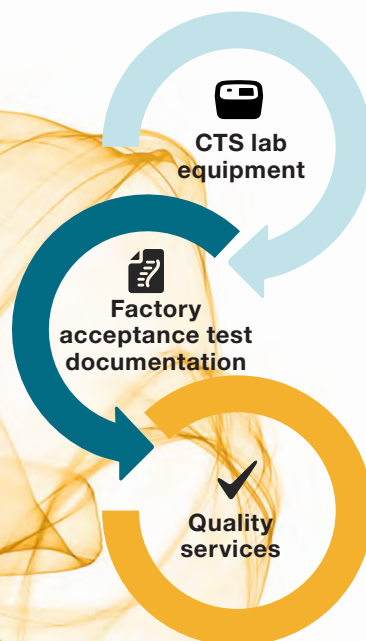 CTS lab
equipment
Factory
acceptance test
documentation
Quality
services